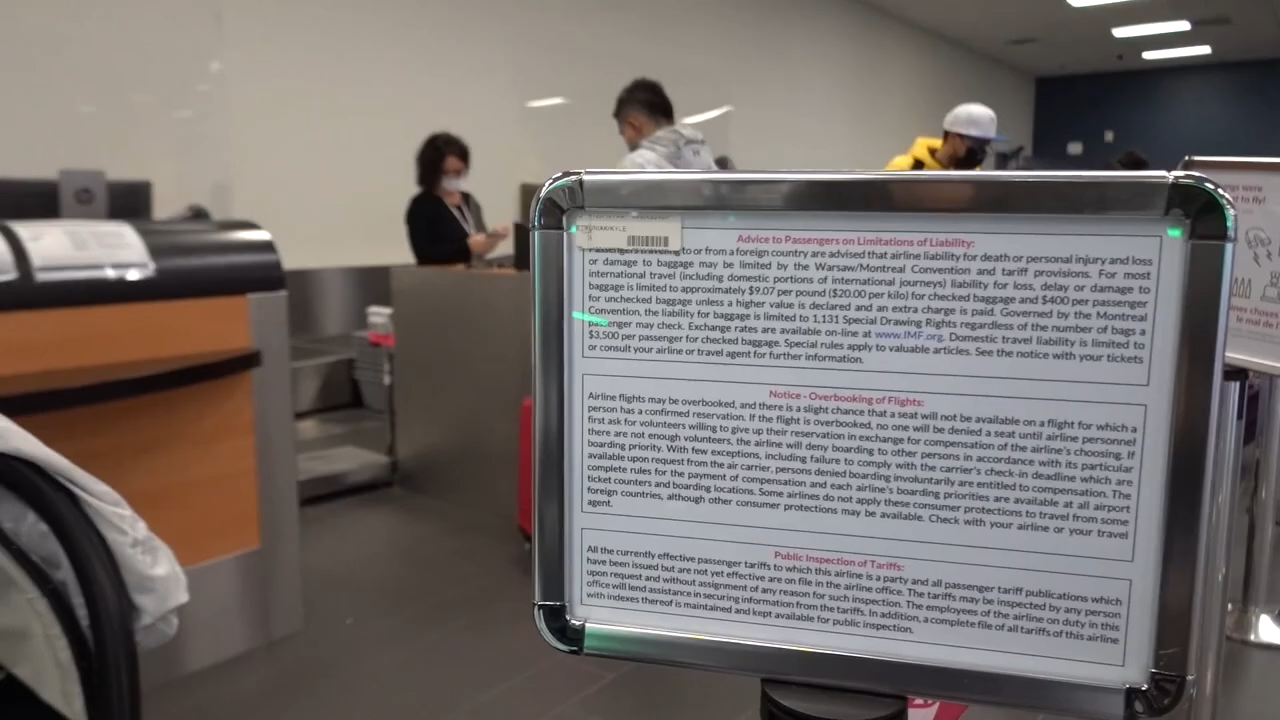 Advice to Passengers on Limitations of Liability:
to or from a foreign country are advised that airline liability for death or personal injury and loss
or damage to baggage may be limited by the Warsaw/Montreal Convention and tariff provisions. For most
international travel (including domestic portions of international journeys) liability for loss, delay or damage to
baggage is limited to approximately $9.07 per pound ($20.00 per kilo) for checked baggage and $400 per passenger
for unchecked baggage unless a higher value is declared and an extra charge is paid. Governed by the Montreal
Convention, the liability for baggage is limited to 1,131 Special Drawing Rights regardless of the number of bags a
passenger may check. Exchange rates are available on-line at www.IMF.org. Domestic travel liability is limited to
$3,500 per passenger for checked baggage. Special rules apply to valuable articles. See the notice with your tickets
or consult your airline or travel agent for further information.
Notice - Overbooking of Flights:
Airline flights may be overbooked, and there is a slight chance that a seat will not be available on a flight for which a
person has a confirmed reservation. If the flight is overbooked, no one will be denied a seat until airline personnel
first ask for volunteers willing to give up their reservation in exchange for compensation of the airline's choosing. If
there are not enough volunteers, the airline will deny boarding to other persons in accordance with its particular
boarding priority. With few exceptions, including failure to comply with the carrier's check-in deadline which are
available upon request from the air carrier, persons denied boarding involuntarily are entitled to compensation. The
complete rules for the payment of compensation and each airline's boarding priorities are available at all airport
ticket counters and boarding locations. Some airlines do not apply these consumer protections to travel from some
foreign countries, although other consumer protections may be available. Check with your airline or your travel
agent.
Public Inspection of Tariffs:
All the currently effective passenger tariffs to which this airline is a party and all passenger tariff publications which
have been issued but are not yet effective are on file in the airline office. The tariffs may be inspected by any person
upon request and without assignment of any reason for such inspection. The employees of the airline on duty in this
office will lend assistance in securing information from the tariffs. In addition, a complete file of all tariffs of this airline
with indexes thereof is maintained and kept available for public inspection.
were
to fly!
choses
le mal de